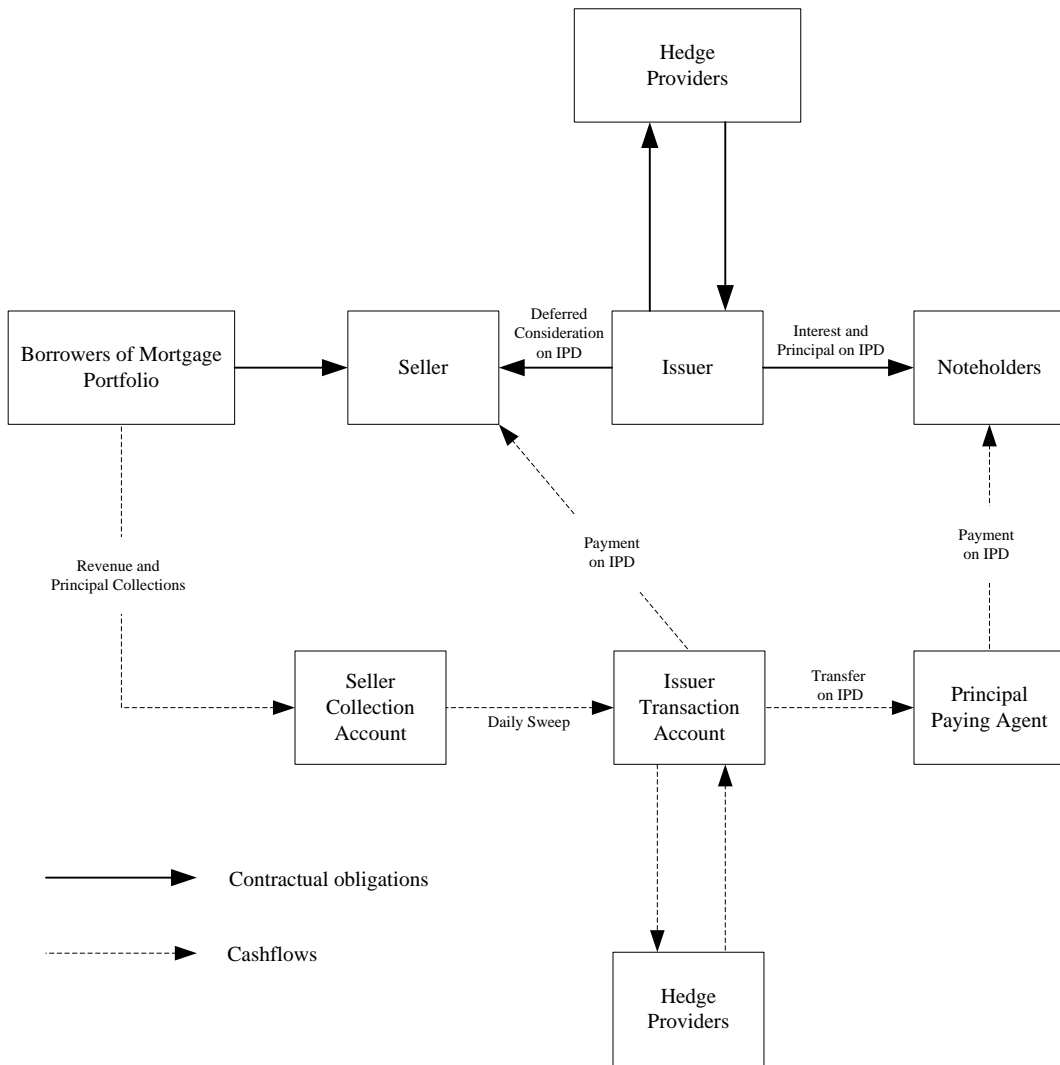 Hedge
Providers
Borrowers of Mortgage
Portfolio
Seller
Deferred
Consideration
on IPD
Issuer
Interest and
Principal on IPD
Noteholders
Revenue and
Principal Collections
Payment
on IPD
Payment
on IPD
Seller
Collection
Account
Daily Sweep
Issuer
Transaction
Account
Transfer
on IPD
Principal
Paying Agent
Contractual obligations
Cashflows
Hedge
Providers